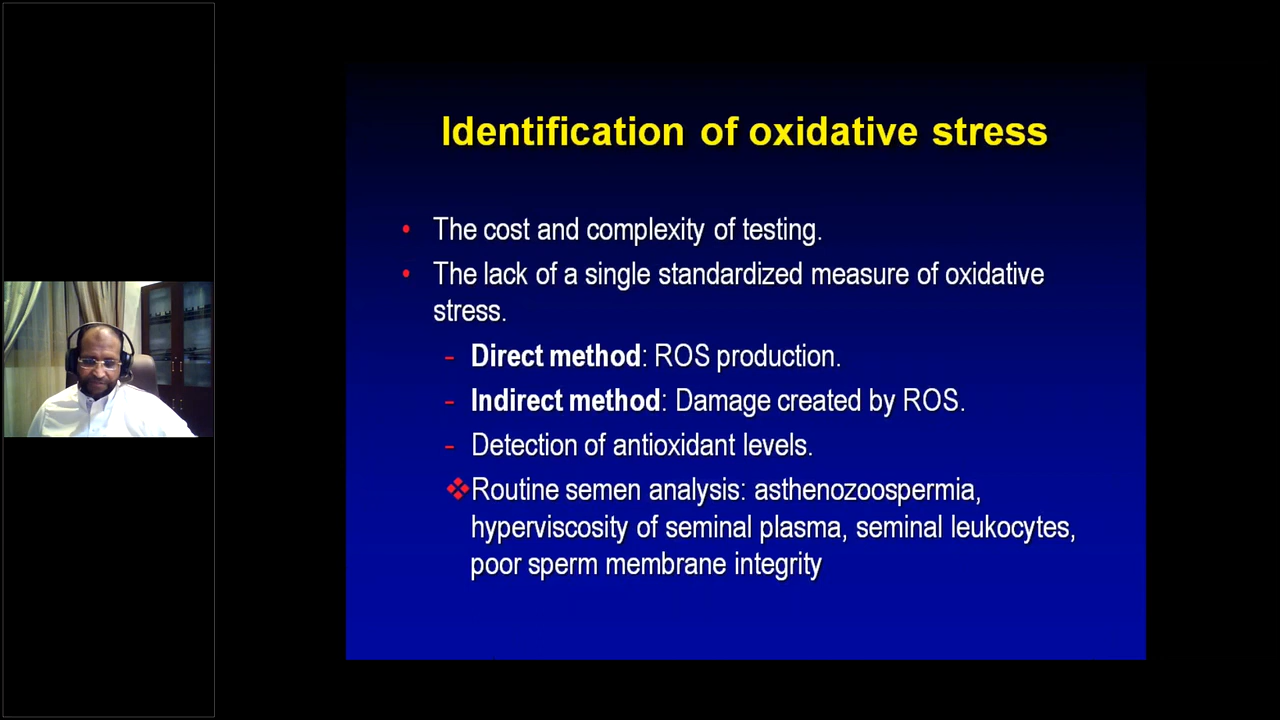 Identification of oxidative stress
• The cost and complexity of testing.
• The lack of a single standardized measure of oxidative
stress.
- Direct method: ROS production.
- Indirect method: Damage created by ROS.
- Detection of antioxidant levels.
❖Routine semen analysis: asthenozoospermia,
hyperviscosity of seminal plasma, seminal leukocytes,
poor sperm membrane integrity